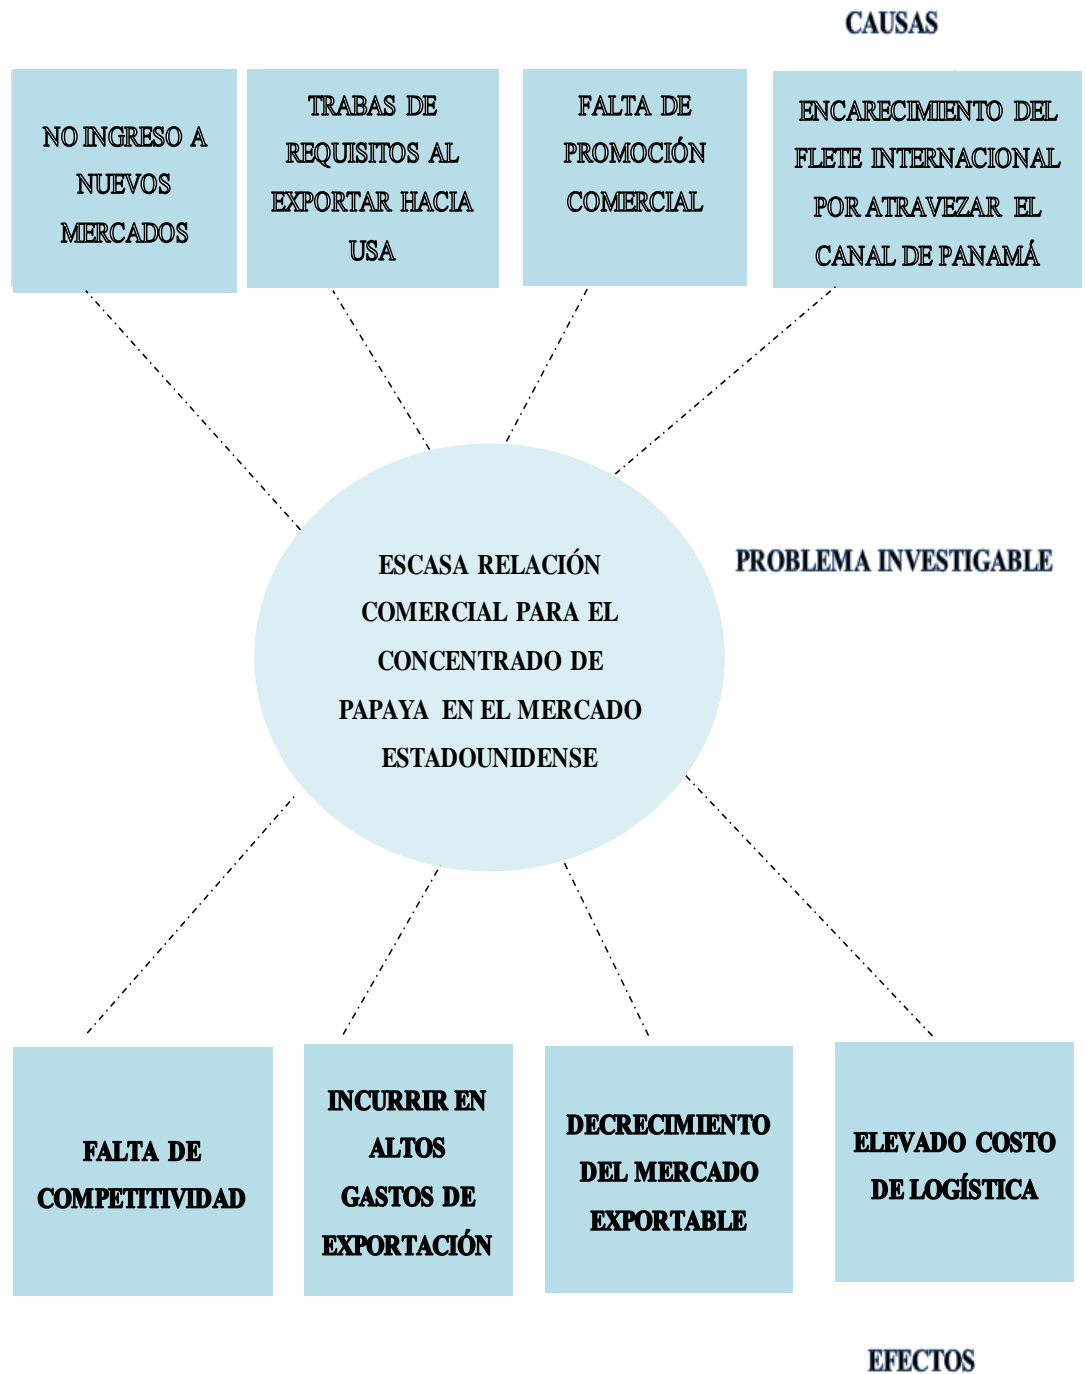 CAUSAS
NO INGRESO A
NUEVOS
MERCADOS
TRABAS DE
REQUISITOS AL
EXPORTAR HACIA
USA
FALTA DE
PROMOCIÓN
COMERCIAL
ENCARECIMIENTO DEL
FLETE INTERNACIONAL
POR ATRAVEZAR EL
CANAL DE PANAMÁ
ESCASA RELACIÓN
COMERCIAL PARA EL
CONCENTRADO DE
PAPAYA EN EL MERCADO
ESTADOUNIDENSE
PROBLEMA INVESTIGABLE
FALTA DE
COMPETITIVIDAD
INCURRIR EN
ALTOS
GASTOS DE
EXPORTACIÓN
DECRECIMIENTO
DEL MERCADO
EXPORTABLE
ELEVADO COSTO
DE LOGÍSTICA
EFECTOS